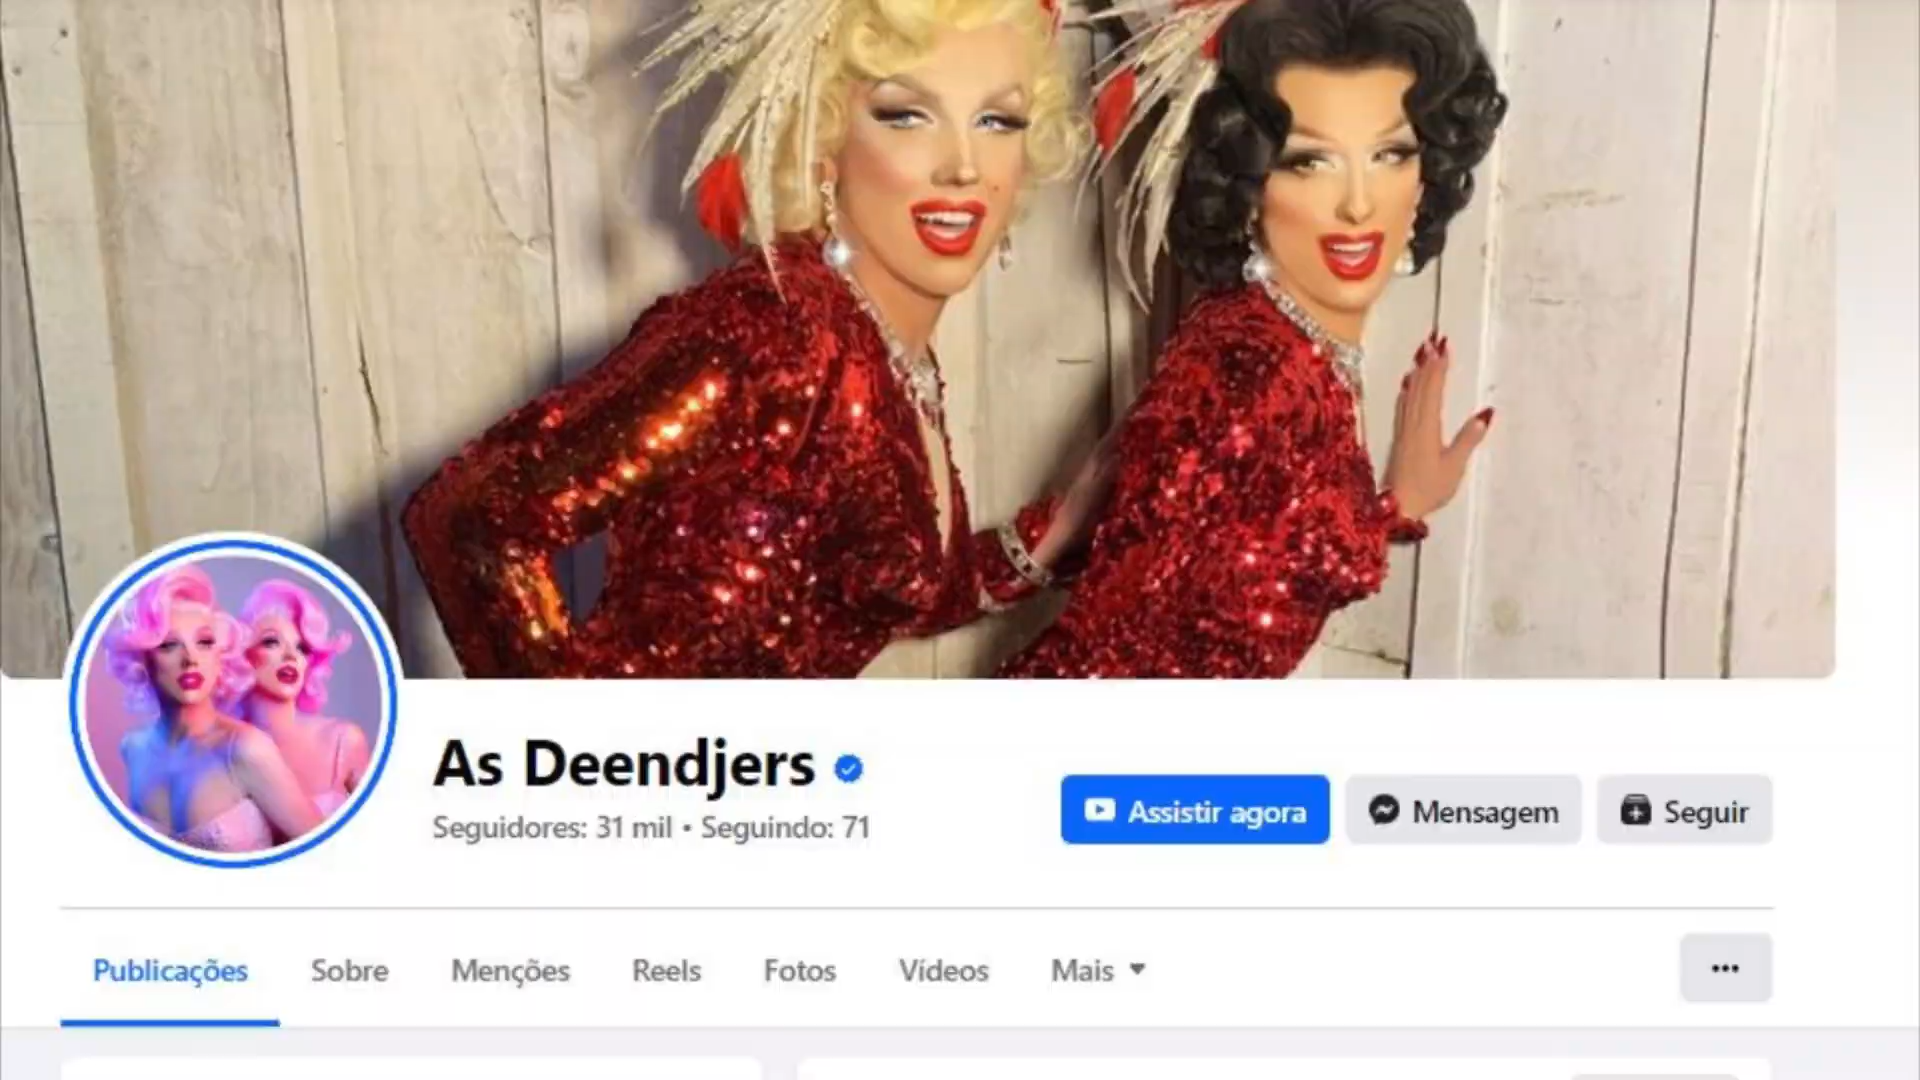 As Deendjers
Seguidores: 31 mil • Seguindo: 71
Assistir agora
Mensagem
Seguir
Publicações
Sobre
Menções
Reels
Fotos
Vídeos
Mais